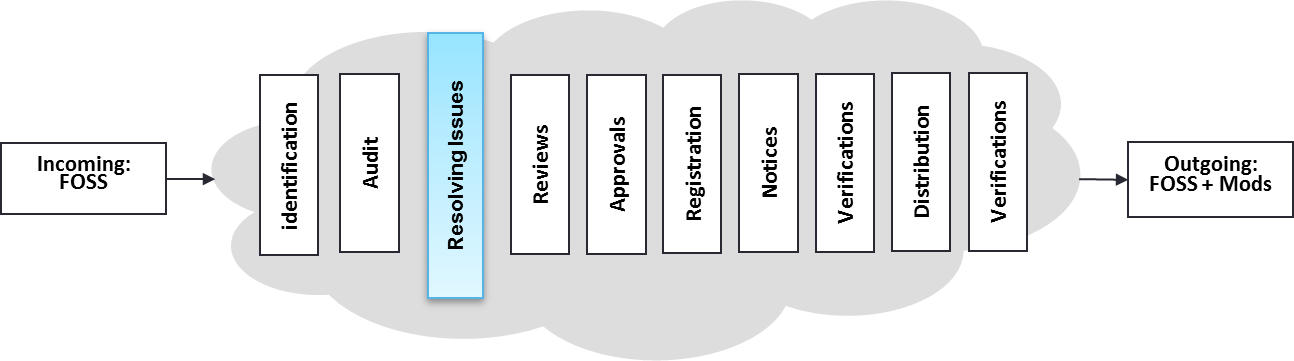 Incoming:
FOSS
identification
Audit
Resolving Issues
Reviews
Approvals
Registration
Notices
Verifications
Distribution
Verifications
Outgoing:
FOSS + Mods